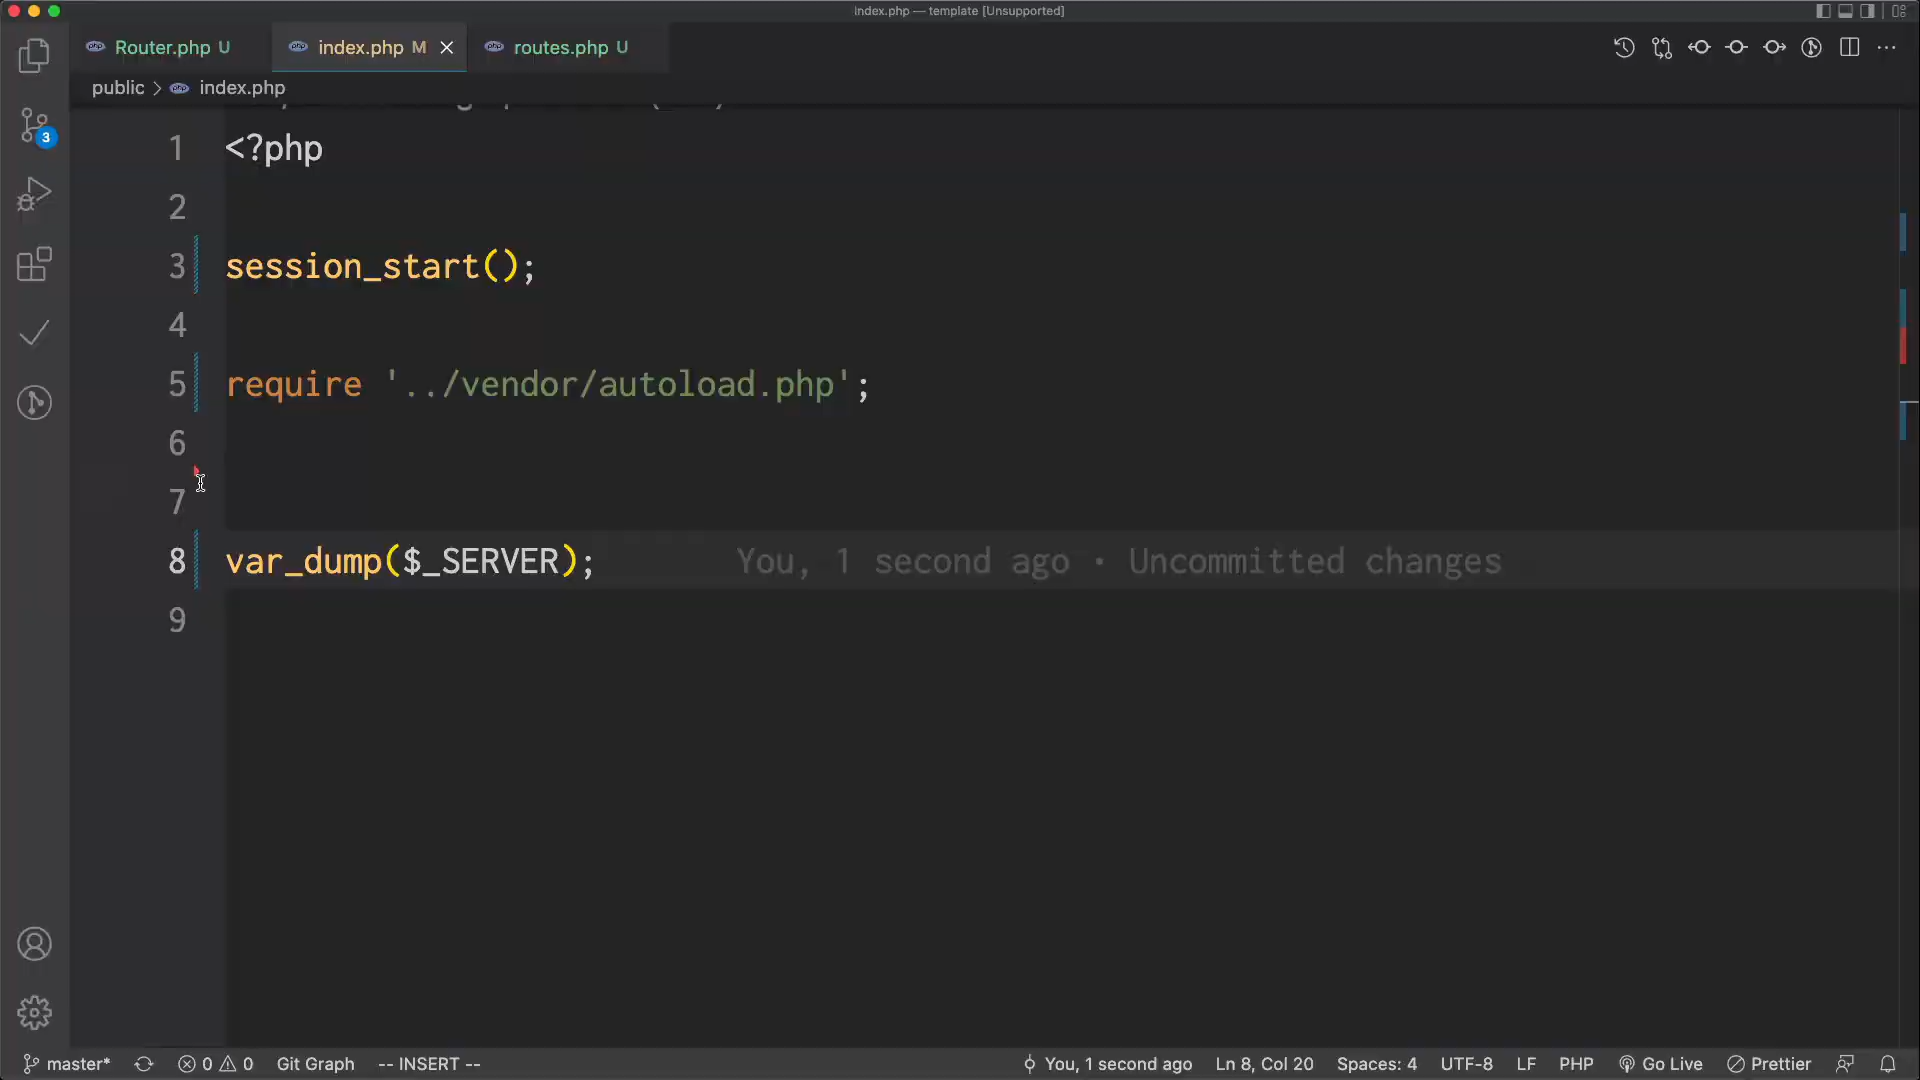 index.php — template [Unsupported]
Router.php U
index.php M
routes.php U
public > index.php
3
1 <?php
2
3 session_start();
4
5 require '../vendor/autoload.php';
6
7
8 var_dump($_SERVER); You, 1 second ago • Uncommitted changes
9
master* 0 0 Git Graph -- INSERT -- You, 1 second ago Ln 8, Col 20 Spaces: 4 UTF-8 LF PHP Go Live Prettier